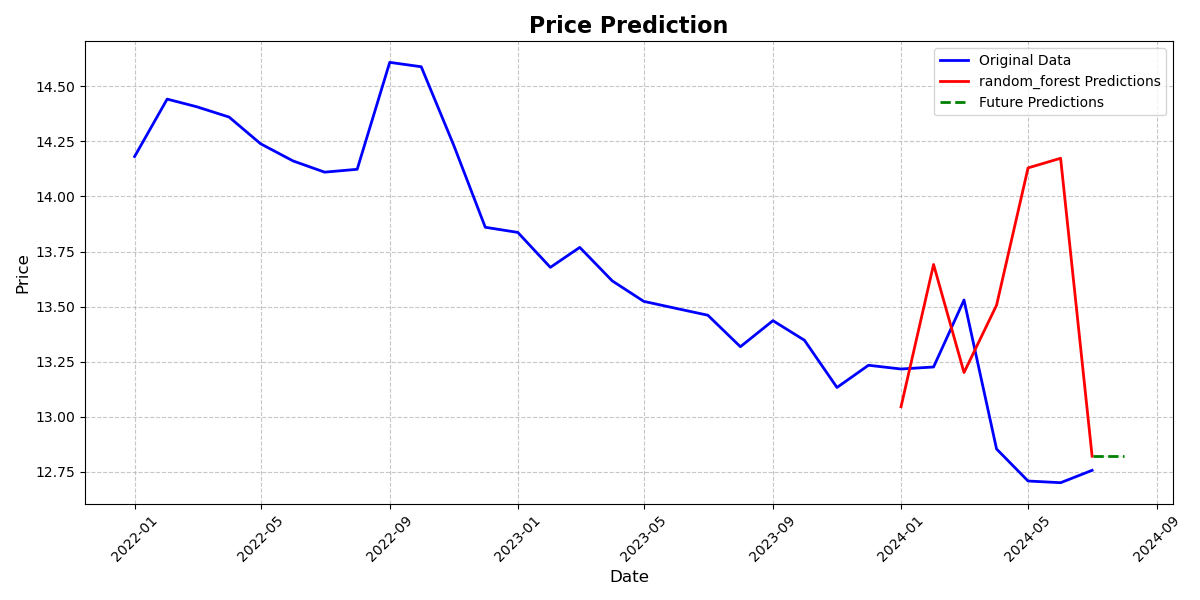 Price Prediction
Original Data
random_forest Predictions
Future Predictions
Price
14.50
14.25
14.00
13.75
13.50
13.25
13.00
12.75
2022-01
2022-05
2022-09
2023-01
2023-05
2023-09
2024-01
2024-05
2024-09
Date